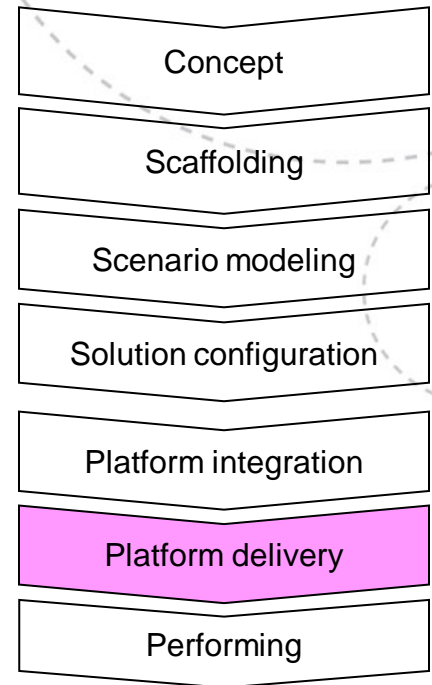 Concept
Scaffolding
Scenario modeling
Solution configuration
Platform integration
Platform delivery
Performing